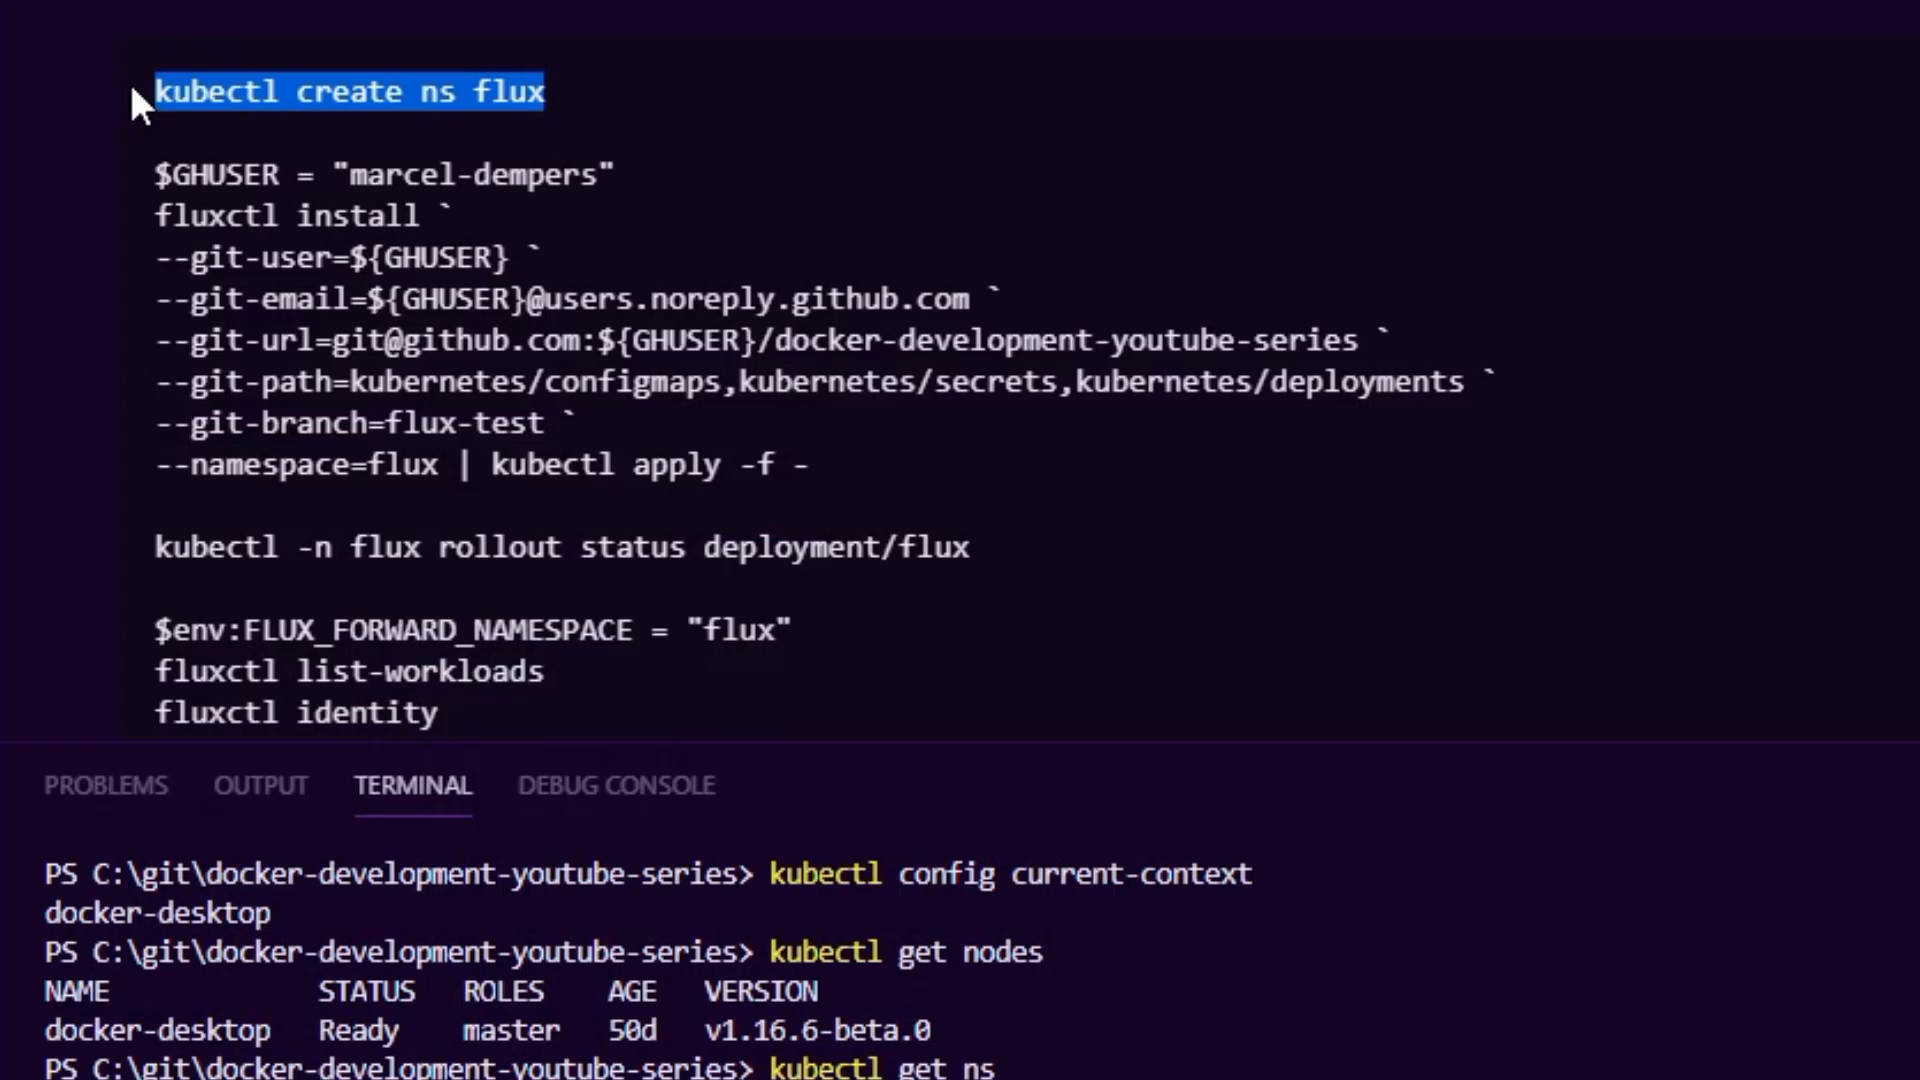 kubectl create ns flux
$GHUSER = "marcel-dempers"
fluxctl install `
--git-user=${GHUSER} `
--git-email=${GHUSER}@users.noreply.github.com `
--git-url=git@github.com:${GHUSER}/docker-development-youtube-series `
--git-path=kubernetes/configmaps,kubernetes/secrets,kubernetes/deployments `
--git-branch=flux-test `
--namespace=flux | kubectl apply -f -
kubectl -n flux rollout status deployment/flux
$env:FLUX_FORWARD_NAMESPACE = "flux"
fluxctl list-workloads
fluxctl identity
PROBLEMS OUTPUT TERMINAL DEBUG CONSOLE
PS C:\git\docker-development-youtube-series> kubectl config current-context
docker-desktop
PS C:\git\docker-development-youtube-series> kubectl get nodes
NAME STATUS ROLES AGE VERSION
docker-desktop Ready master 50d v1.16.6-beta.0
PS C:\git\docker-development-youtube-series> kubectl get ns